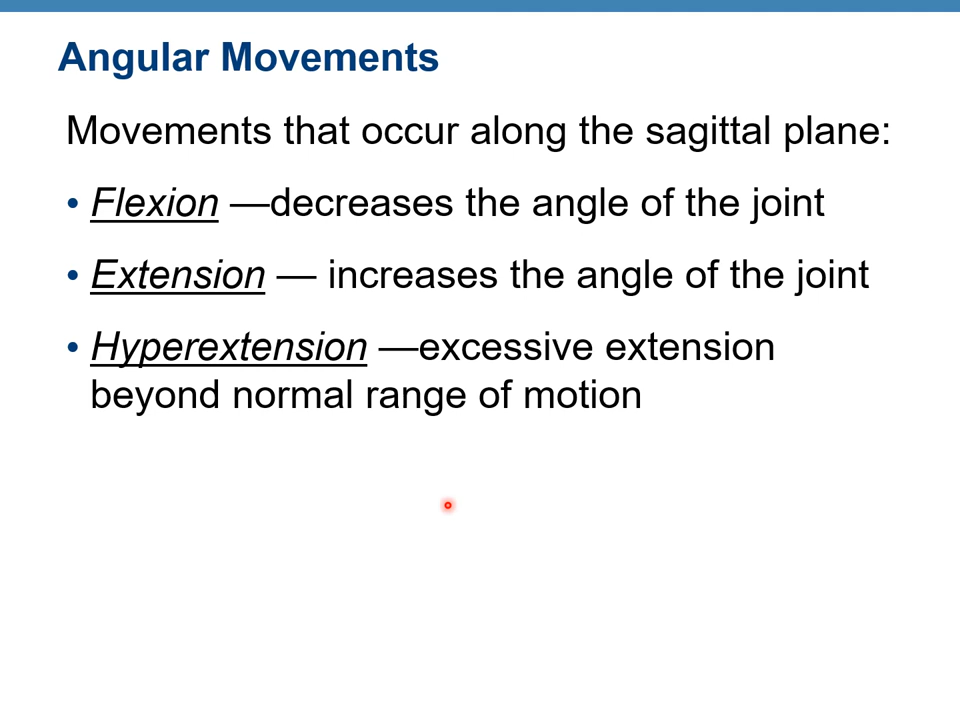 Angular Movements
Movements that occur along the sagittal plane:
• Flexion —decreases the angle of the joint
• Extension — increases the angle of the joint
• Hyperextension —excessive extension
beyond normal range of motion